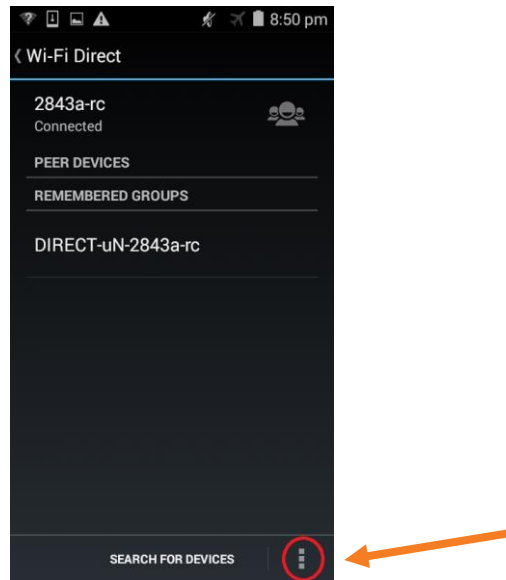 8:50 pm
Wi-Fi Direct
2843a-rc
Connected
PEER DEVICES
REMEMBERED GROUPS
DIRECT-uN-2843a-rc
SEARCH FOR DEVICES